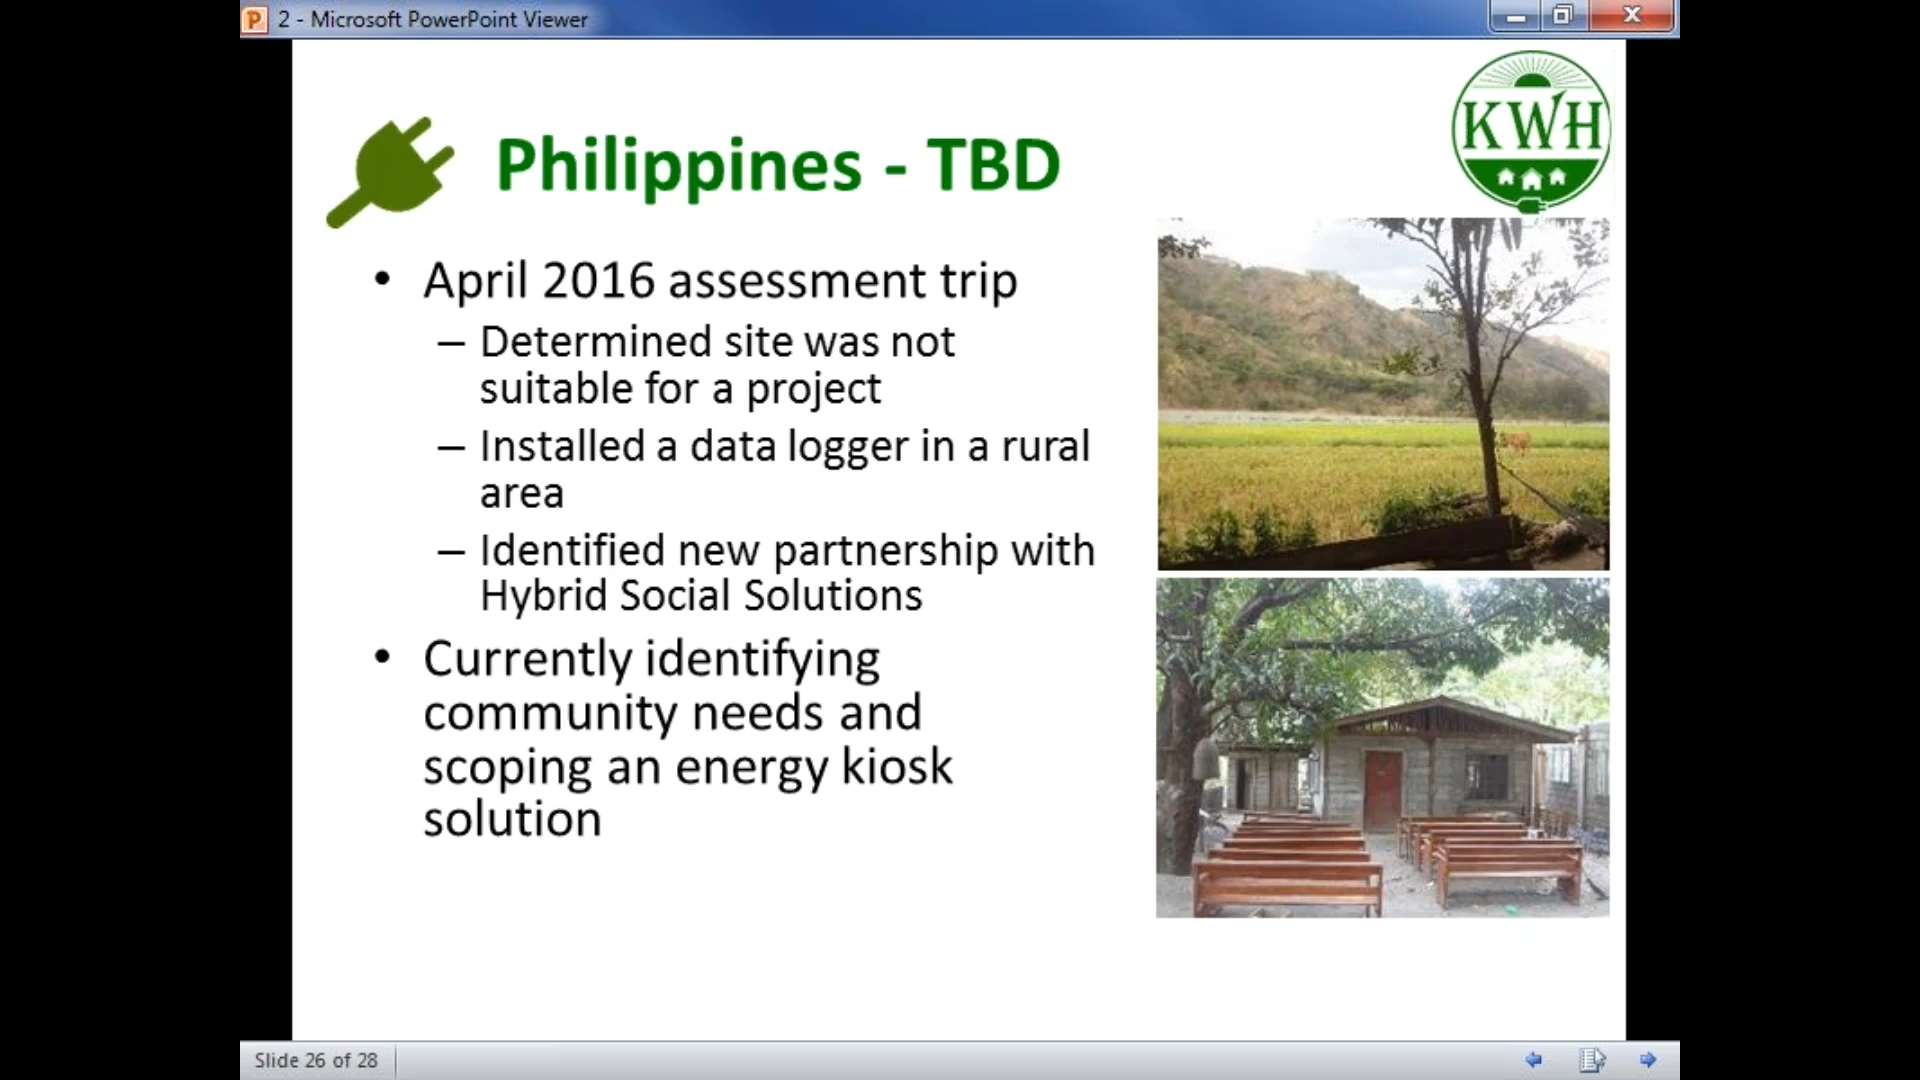 2 - Microsoft PowerPoint Viewer
KWH
Philippines - TBD
• April 2016 assessment trip
– Determined site was not
suitable for a project
– Installed a data logger in a rural
area
– Identified new partnership with
Hybrid Social Solutions
• Currently identifying
community needs and
scoping an energy kiosk
solution
Slide 26 of 28